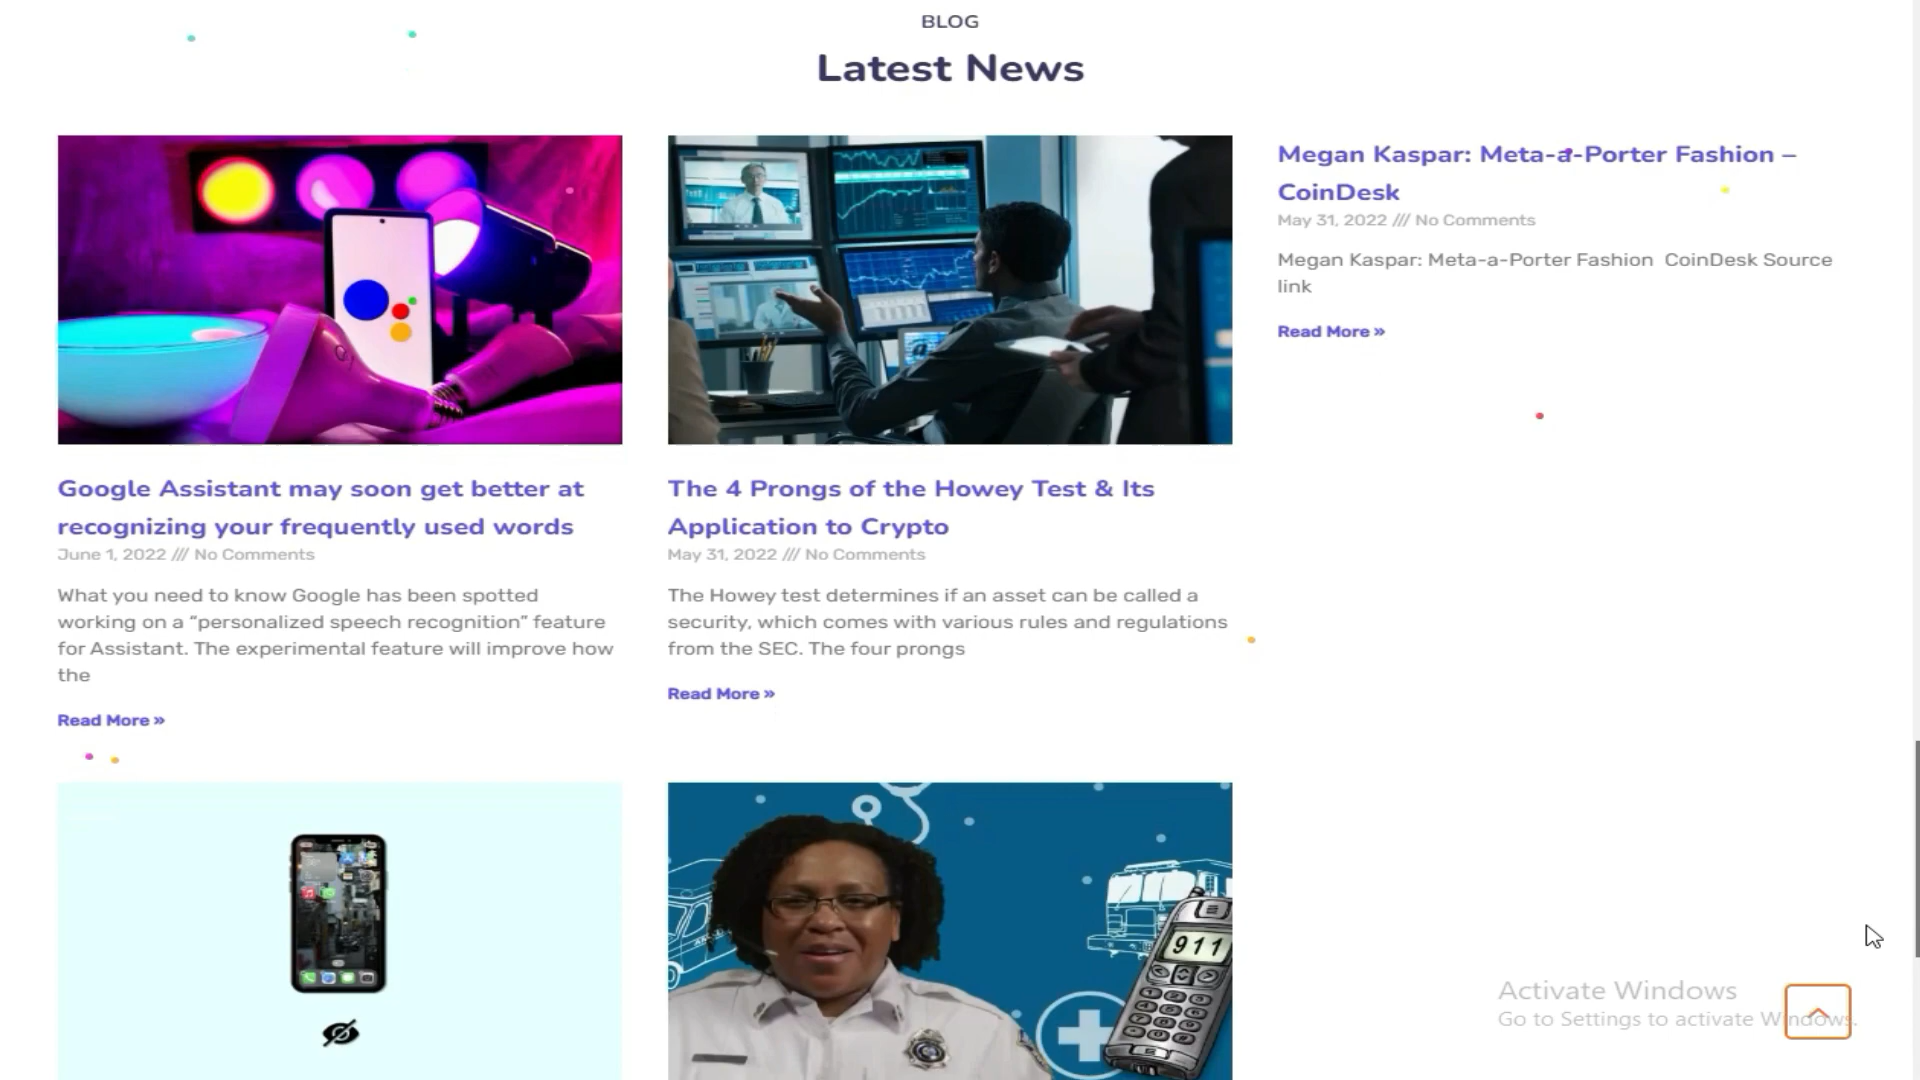 BLOG
Latest News
Google Assistant may soon get better at
recognizing your frequently used words
June 1, 2022 /// No Comments
What you need to know Google has been spotted
working on a “personalized speech recognition” feature
for Assistant. The experimental feature will improve how
the
Read More »
The 4 Prongs of the Howey Test & Its
Application to Crypto
May 31, 2022 /// No Comments
The Howey test determines if an asset can be called a
security, which comes with various rules and regulations
from the SEC. The four prongs
Read More »
Megan Kaspar: Meta-a-Porter Fashion –
CoinDesk
May 31, 2022 /// No Comments
Megan Kaspar: Meta-a-Porter Fashion  CoinDesk Source
link
Read More »
911
Activate Windows
Go to Settings to activate Windows.